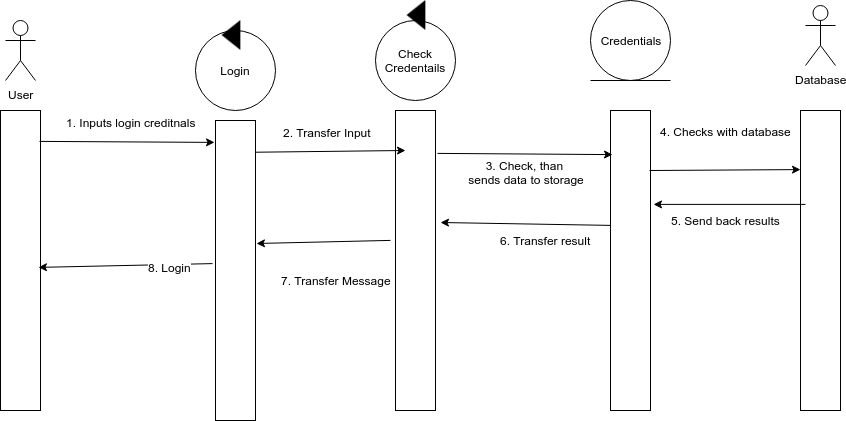 Login
Check
Credentails
Credentials
User
Database
1. Inputs login creditnals
2. Transfer Input
3. Check, than
sends data to storage
4. Checks with database
5. Send back results
6. Transfer result
7. Transfer Message
8. Login